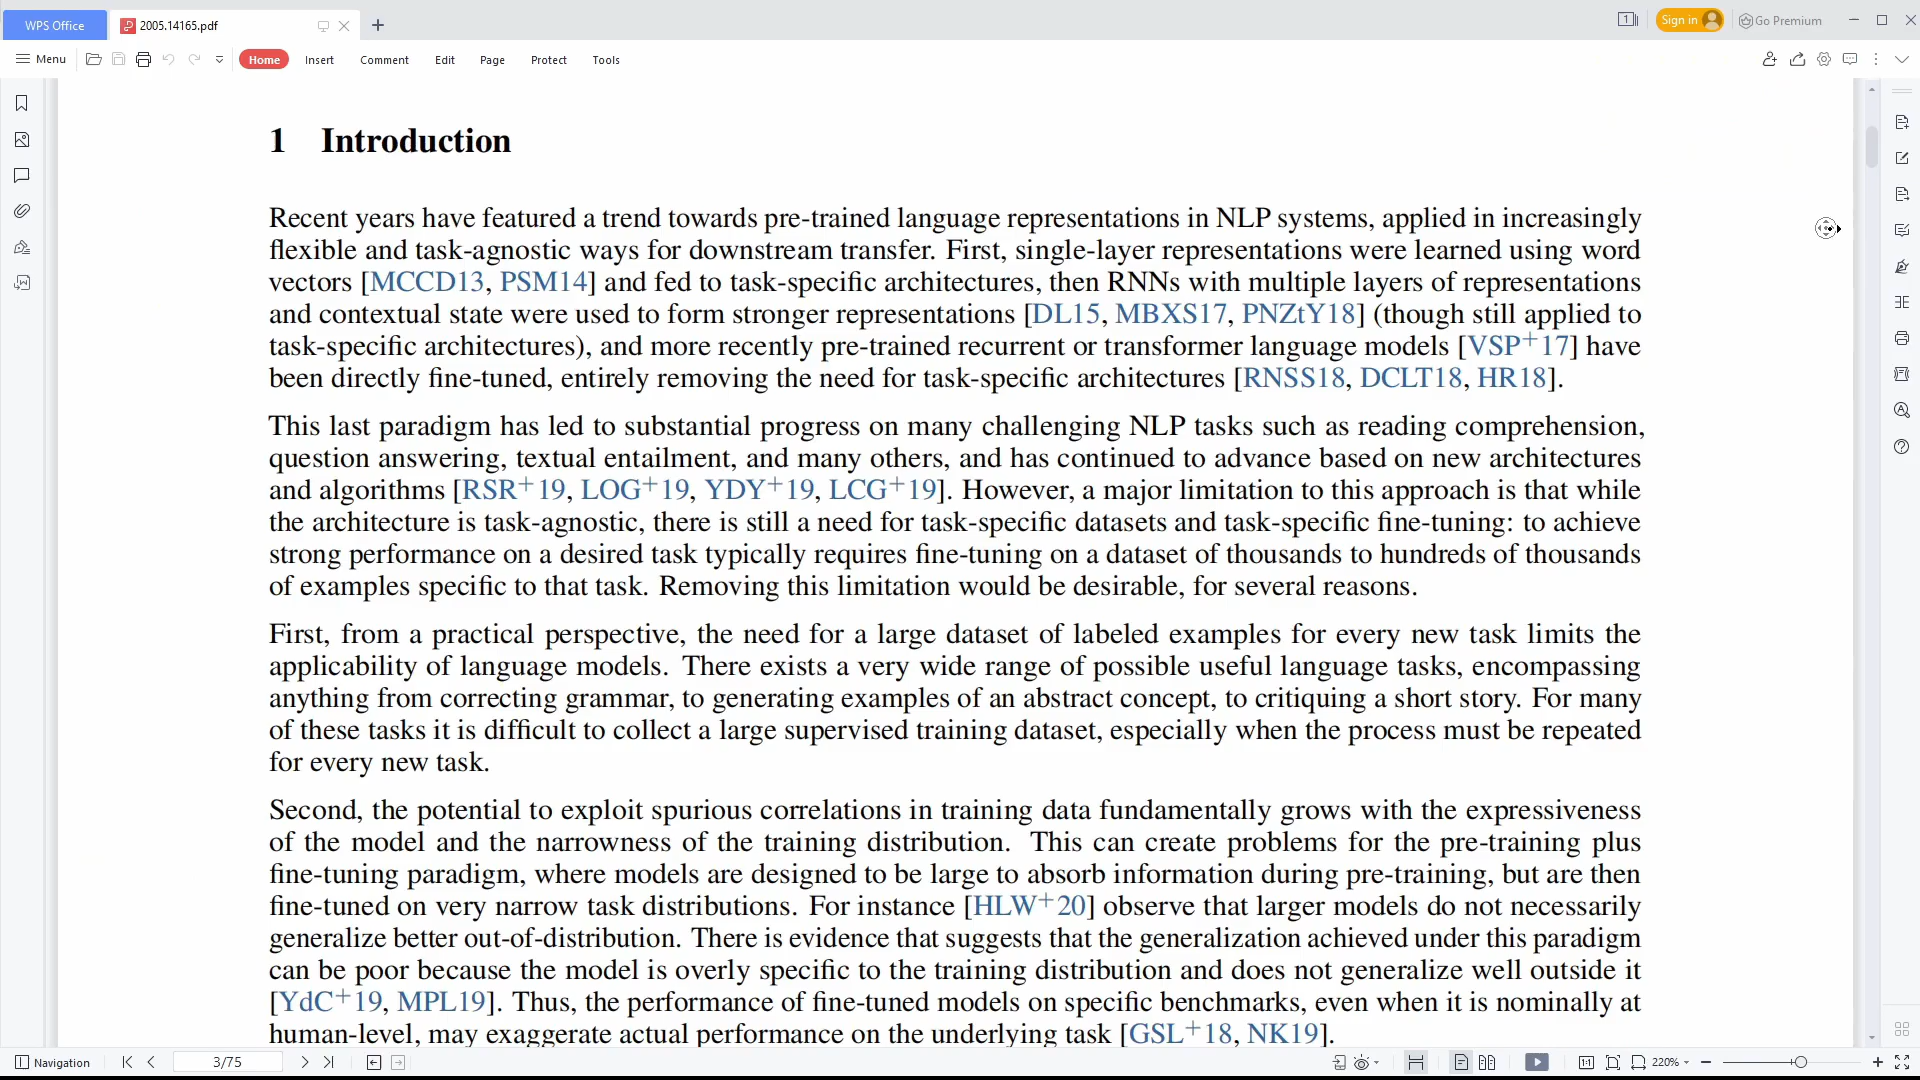 WPS Office
2005.14165.pdf
1
Sign in
Go Premium
Menu
Home
Insert
Comment
Edit
Page
Protect
Tools
1 Introduction
Recent years have featured a trend towards pre-trained language representations in NLP systems, applied in increasingly
flexible and task-agnostic ways for downstream transfer. First, single-layer representations were learned using word
vectors [MCCD13, PSM14] and fed to task-specific architectures, then RNNs with multiple layers of representations
and contextual state were used to form stronger representations [DL15, MBXS17, PNZtY18] (though still applied to
task-specific architectures), and more recently pre-trained recurrent or transformer language models [VSP+17] have
been directly fine-tuned, entirely removing the need for task-specific architectures [RNSS18, DCLT18, HR18].
This last paradigm has led to substantial progress on many challenging NLP tasks such as reading comprehension,
question answering, textual entailment, and many others, and has continued to advance based on new architectures
and algorithms [RSR+19, LOG+19, YDY+19, LCG+19]. However, a major limitation to this approach is that while
the architecture is task-agnostic, there is still a need for task-specific datasets and task-specific fine-tuning: to achieve
strong performance on a desired task typically requires fine-tuning on a dataset of thousands to hundreds of thousands
of examples specific to that task. Removing this limitation would be desirable, for several reasons.
First, from a practical perspective, the need for a large dataset of labeled examples for every new task limits the
applicability of language models. There exists a very wide range of possible useful language tasks, encompassing
anything from correcting grammar, to generating examples of an abstract concept, to critiquing a short story. For many
of these tasks it is difficult to collect a large supervised training dataset, especially when the process must be repeated
for every new task.
Second, the potential to exploit spurious correlations in training data fundamentally grows with the expressiveness
of the model and the narrowness of the training distribution. This can create problems for the pre-training plus
fine-tuning paradigm, where models are designed to be large to absorb information during pre-training, but are then
fine-tuned on very narrow task distributions. For instance [HLW+20] observe that larger models do not necessarily
generalize better out-of-distribution. There is evidence that suggests that the generalization achieved under this paradigm
can be poor because the model is overly specific to the training distribution and does not generalize well outside it
[YdC+19, MPL19]. Thus, the performance of fine-tuned models on specific benchmarks, even when it is nominally at
human-level, may exaggerate actual performance on the underlying task [GSL+18, NK19].
Navigation
3/75
1:1
220%